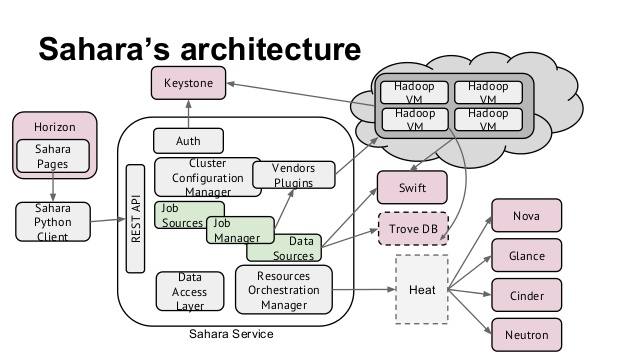 Sahara's architecture
Keystone
Hadoop
VM
Hadoop
VM
Hadoop
VM
Hadoop
VM
Horizon
Sahara
Pages
Sahara
Python
Client
REST API
Auth
Cluster
Configuration
Manager
Vendors
Plugins
Job
Sources
Job
Manager
Data
Sources
Data
Access
Layer
Resources
Orchestration
Manager
Sahara Service
Swift
Trove DB
Heat
Nova
Glance
Cinder
Neutron